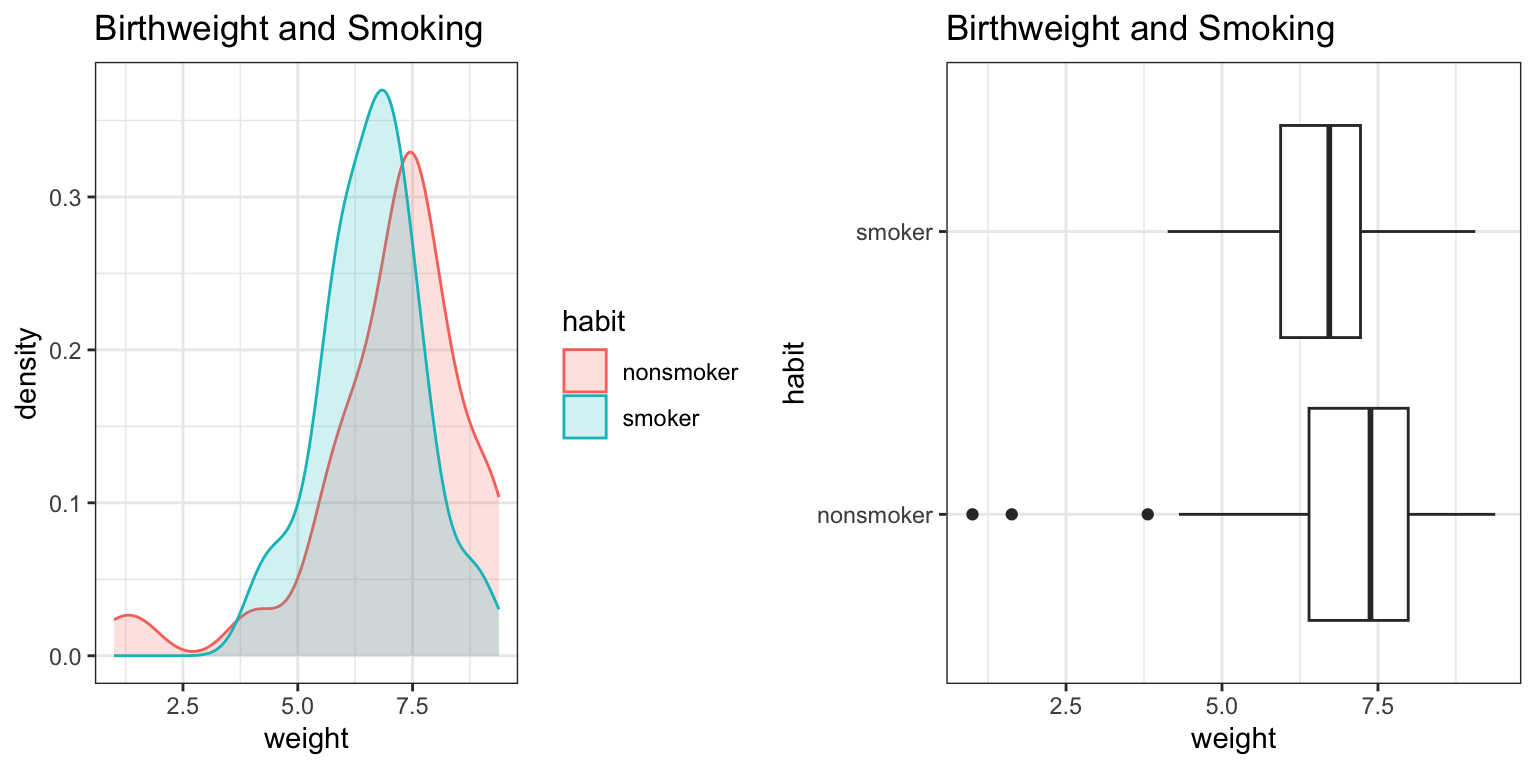 Birthweight and Smoking
density
0.3
0.2
0.1
0.0
2.5 5.0 7.5
weight
habit
nonsmoker
smoker
Birthweight and Smoking
habit
smoker
nonsmoker
2.5 5.0 7.5
weight